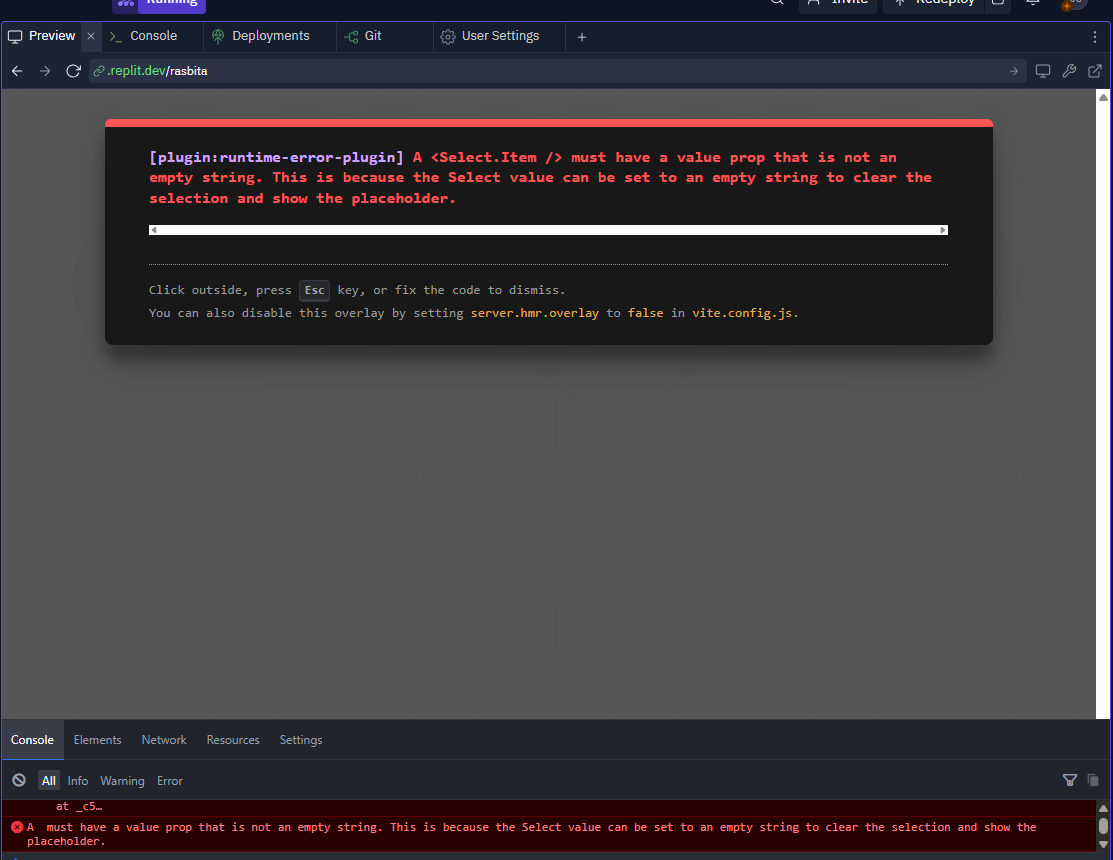 Running
Invite
Redeploy
Preview
Console
Deployments
Git
User Settings
.replit.dev/rasbita
[plugin:runtime-error-plugin] A <Select.Item /> must have a value prop that is not an
empty string. This is because the Select value can be set to an empty string to clear the
selection and show the placeholder.
Click outside, press Esc key, or fix the code to dismiss.
You can also disable this overlay by setting server.hmr.overlay to false in vite.config.js.
Console Elements Network Resources Settings
All Info Warning Error
at _c5…
A  must have a value prop that is not an empty string. This is because the Select value can be set to an empty string to clear the selection and show the
placeholder.